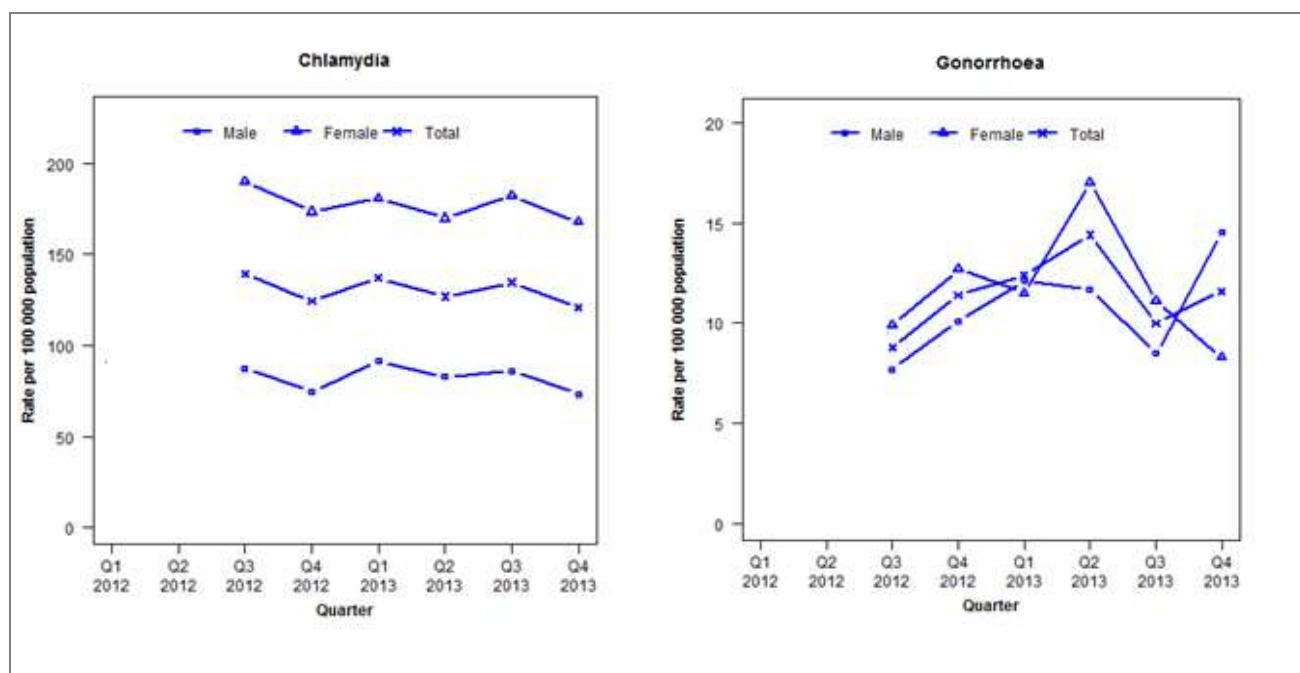 Chlamydia
Male Female Total
Rate per 100 000 population
200
150
100
50
0
Q1 Q2 Q3 Q4 Q1 Q2 Q3 Q4
2012 2012 2012 2012 2013 2013 2013 2013
Quarter
Gonorrhoea
Male Female Total
Rate per 100 000 population
20
15
10
5
0
Q1 Q2 Q3 Q4 Q1 Q2 Q3 Q4
2012 2012 2012 2012 2013 2013 2013 2013
Quarter